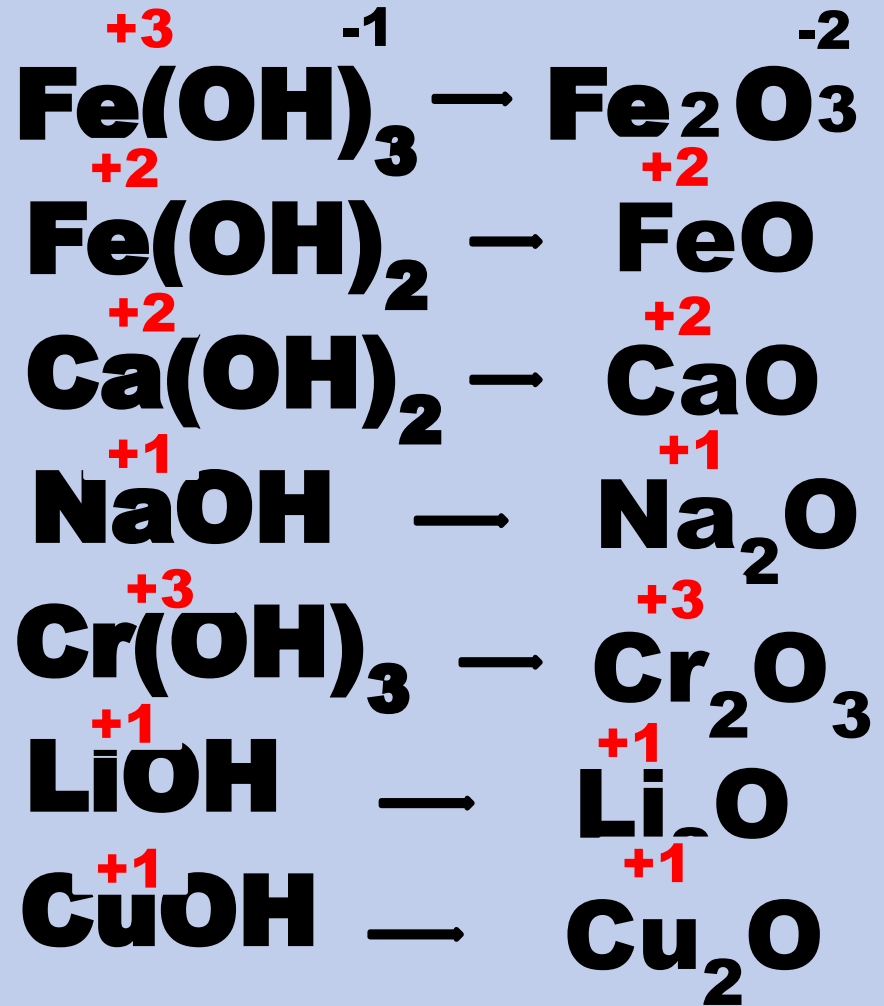 +3 -1 -2
Fe(OH)₃ → Fe₂O₃
+2 +2
Fe(OH)₂ → FeO
+2 +2
Ca(OH)₂ → CaO
+1 +1
NaOH → Na₂O
+3 +3
Cr(OH)₃ → Cr₂O₃
+1 +1
LiOH → Li₂O
+1 +1
CuOH → Cu₂O